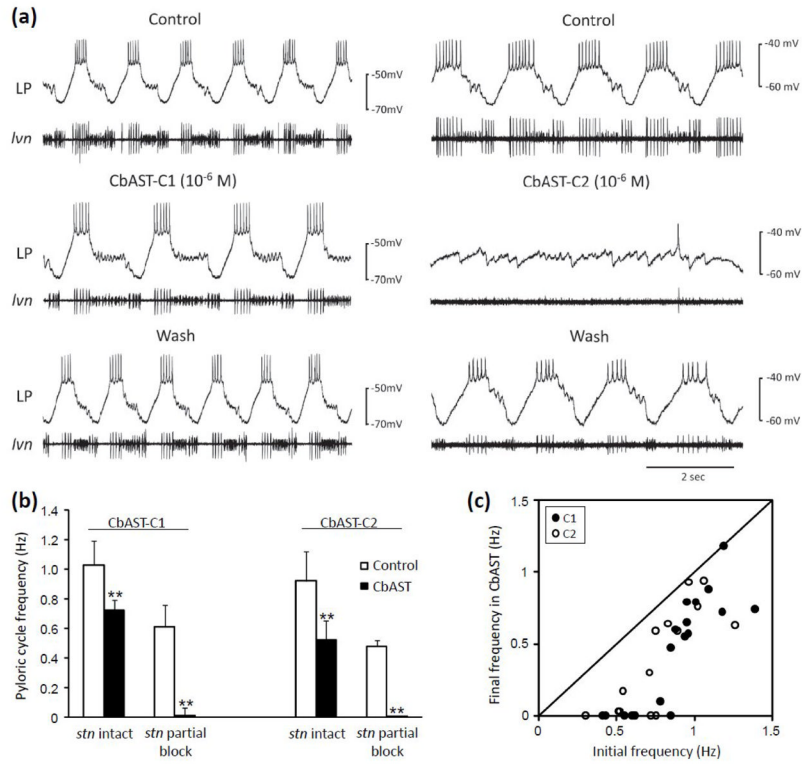 (a)
Control
LP
-50mV
-70mV
lvn
CbAST-C1 (10⁻⁶ M)
LP
-50mV
-70mV
lvn
Wash
LP
-50mV
-70mV
lvn
Control
-40 mV
-60 mV
CbAST-C2 (10⁻⁶ M)
-40 mV
-60 mV
Wash
-40 mV
-60 mV
2 sec
(b)
Pyloric cycle frequency (Hz)
1.4
1.2
1.0
0.8
0.6
0.4
0.2
0
CbAST-C1
CbAST-C2
Control
CbAST
**
**
**
**
stn intact
stn partial
block
stn intact
stn partial
block
(c)
Final frequency in CbAST (Hz)
1.5
1
0.5
0
C1
C2
0
0.5
1
1.5
Initial frequency (Hz)